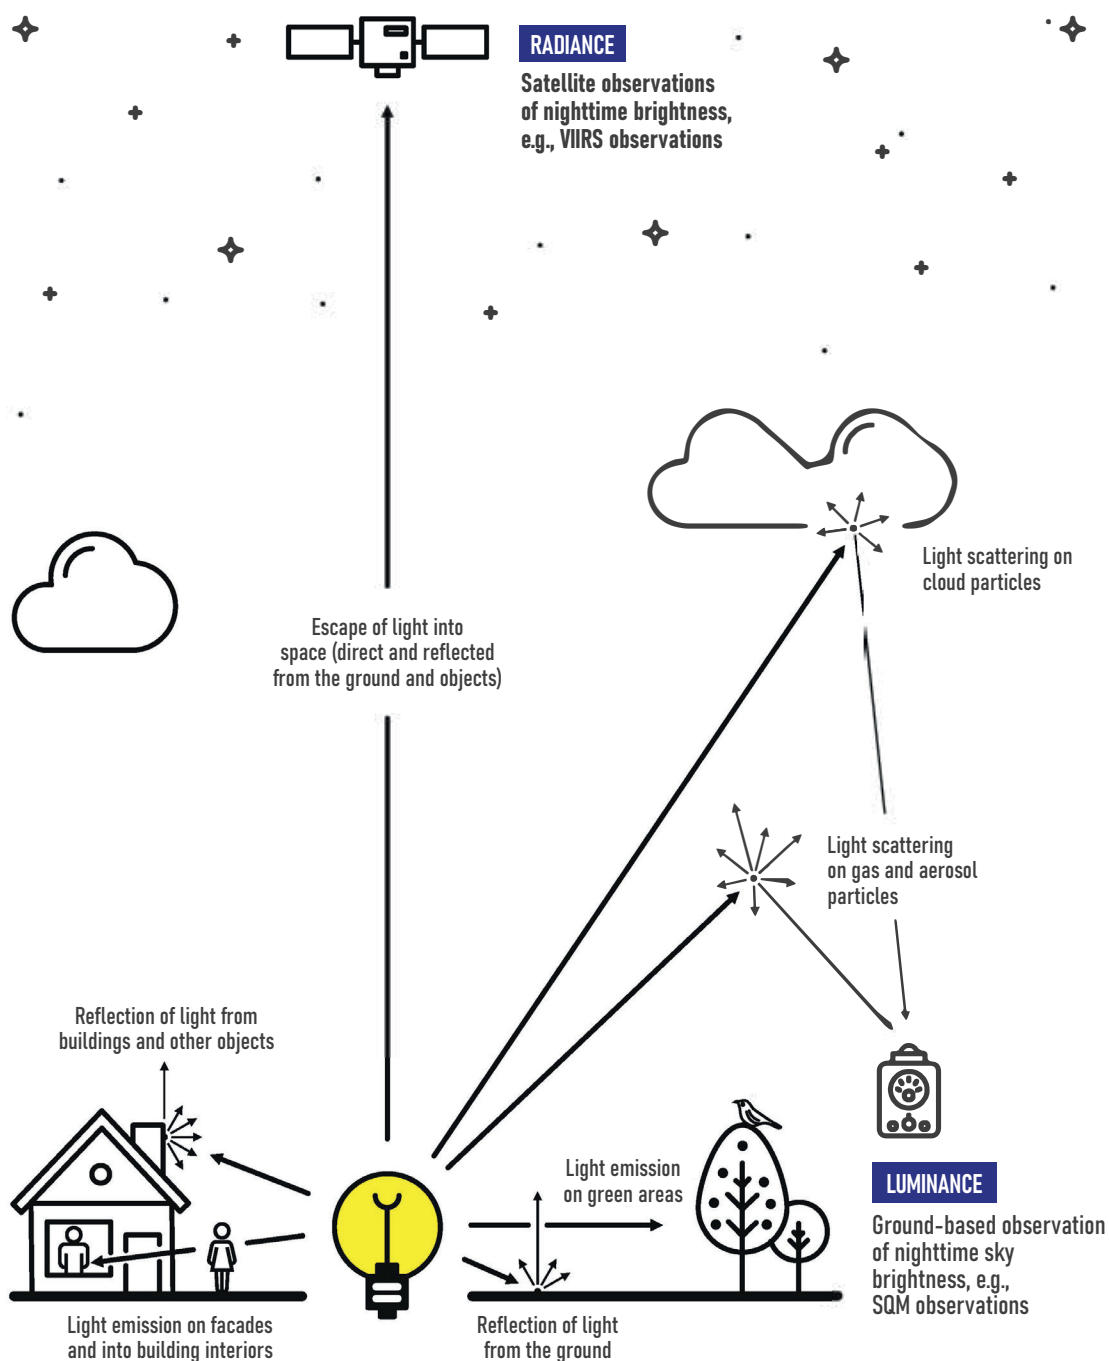 RADIANCE
Satellite observations
of nighttime brightness,
e.g., VIIRS observations
Light scattering on
cloud particles
Escape of light into
space (direct and reflected
from the ground and objects)
Light scattering
on gas and aerosol
particles
Reflection of light from
buildings and other objects
Light emission
on green areas
LUMINANCE
Ground-based observation
of nighttime sky
brightness, e.g.,
SQM observations
Light emission on facades
and into building interiors
Reflection of light
from the ground